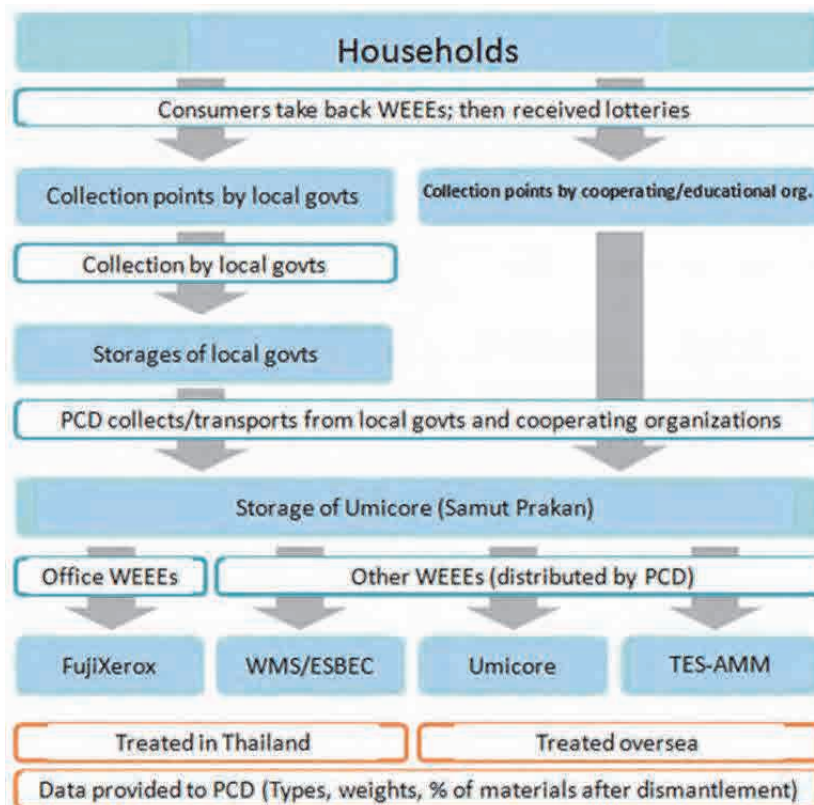 Households
Consumers take back WEEEs; then received lotteries
Collection points by local govts
Collection points by cooperating/educational org.
Collection by local govts
Storages of local govts
PCD collects/transports from local govts and cooperating organizations
Storage of Umicore (Samut Prakan)
Office WEEEs
Other WEEEs (distributed by PCD)
FujiXerox
WMS/ESBEC
Umicore
TES-AMM
Treated in Thailand
Treated oversea
Data provided to PCD (Types, weights, % of materials after dismantlement)